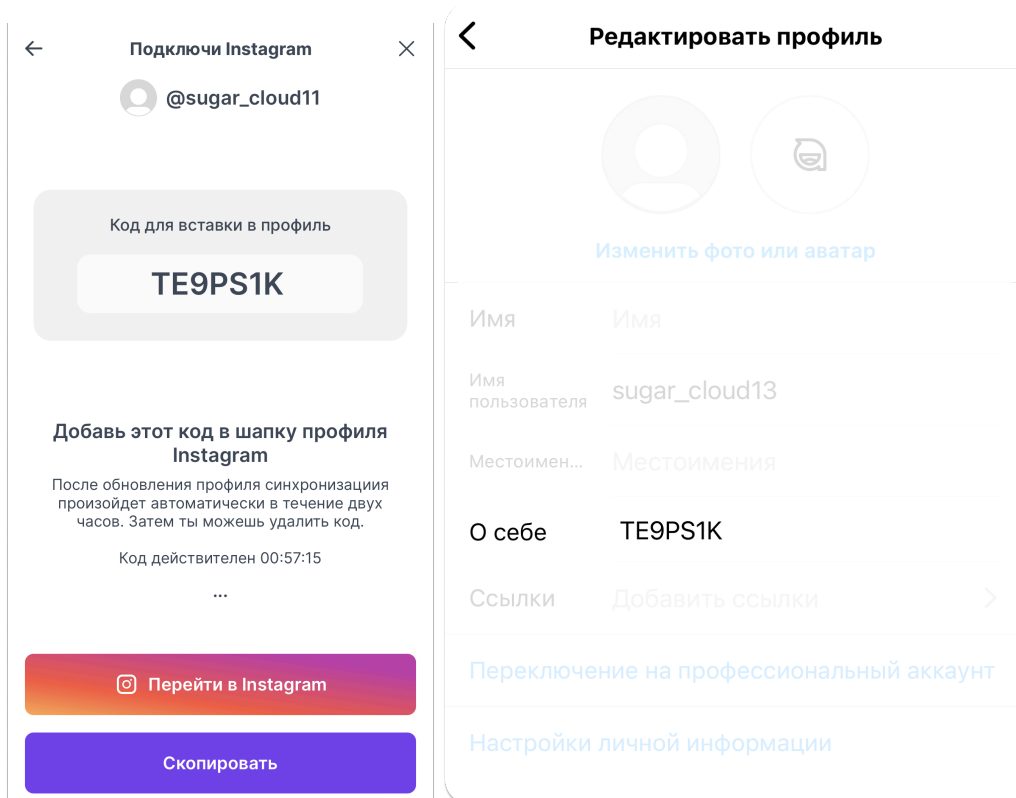 Подключи Instagram
@sugar_cloud11
Код для вставки в профиль
TE9PS1K
Добавь этот код в шапку профиля
Instagram
После обновления профиля синхронизациия
произойдет автоматически в течение двух
часов. Затем ты можешь удалить код.
Код действителен 00:57:15
...
Перейти в Instagram
Скопировать
Редактировать профиль
Изменить фото или аватар
Имя Имя
Имя
пользователя
sugar_cloud13
Местоимен... Местоимения
О себе TE9PS1K
Ссылки Добавить ссылки
Переключение на профессиональный аккаунт
Настройки личной информации